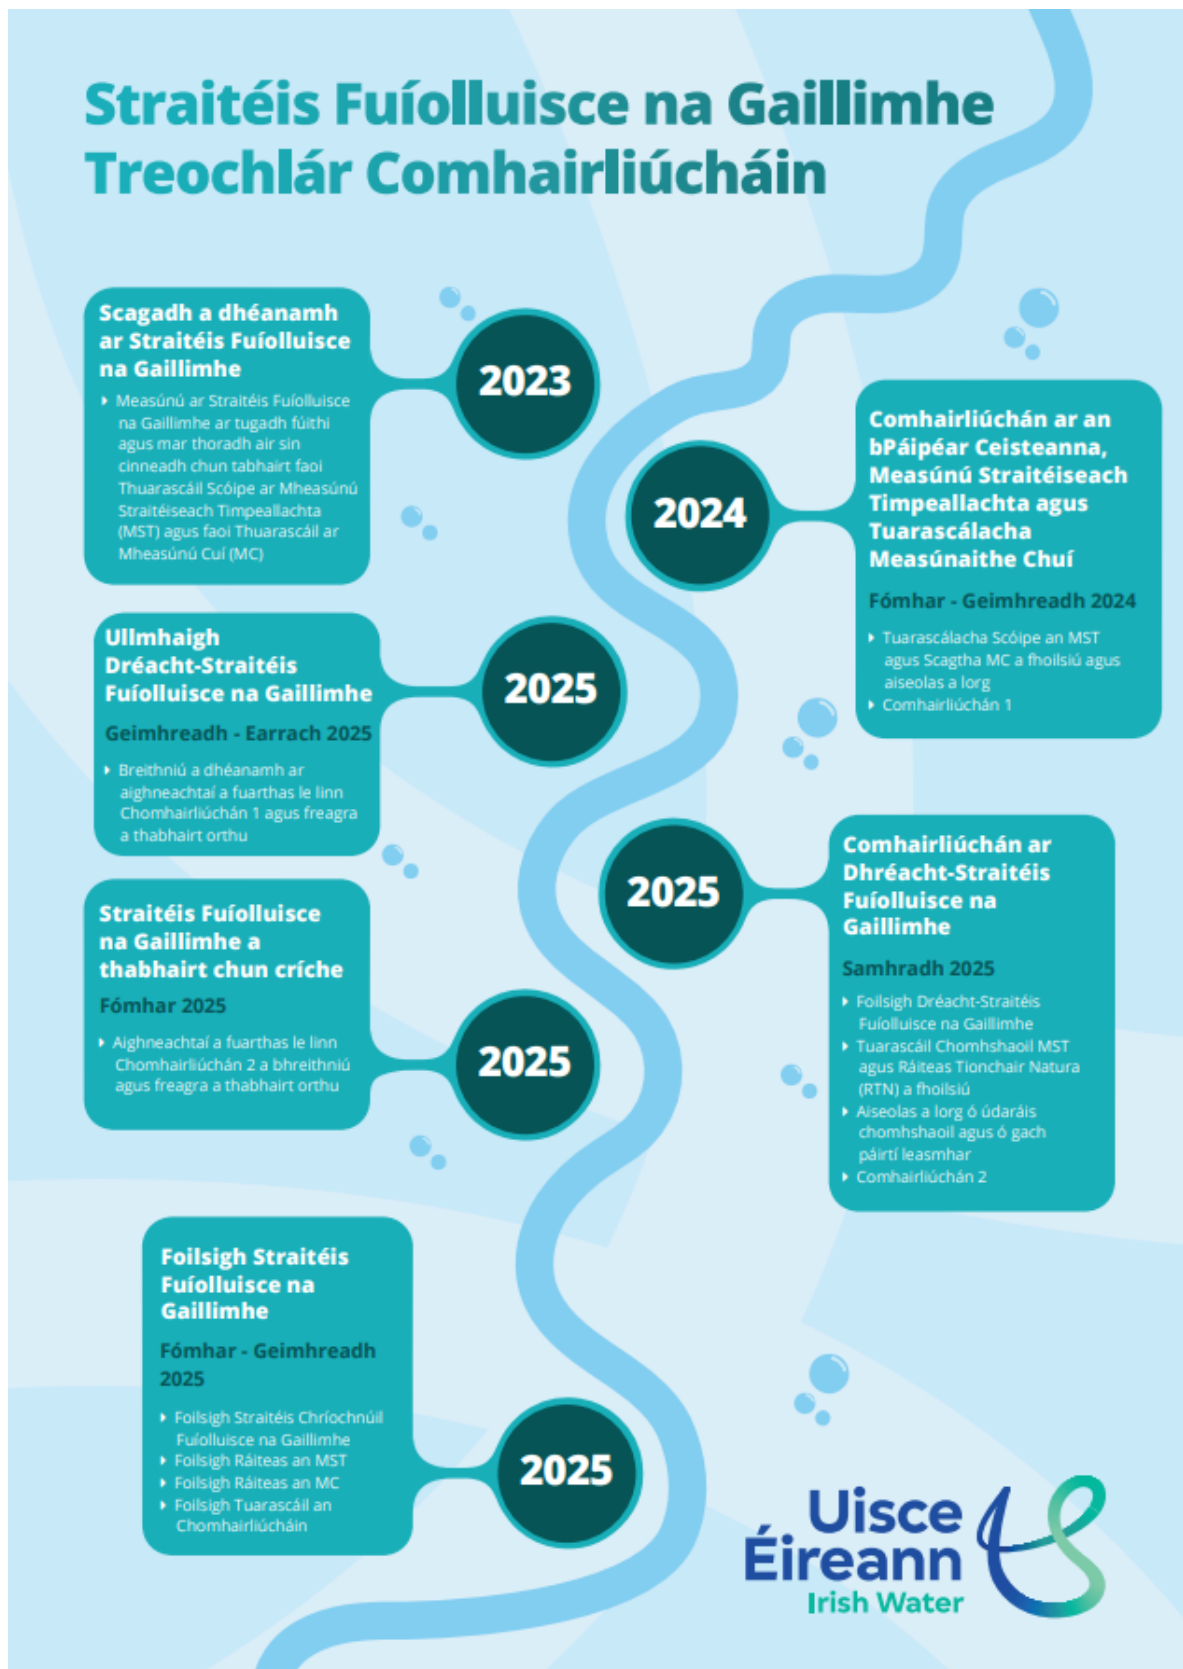 Straitéis Fuíolluisce na Gaillimhe
Treochlár Comhairliúcháin
Scagadh a dhéanamh
ar Straitéis Fuíolluisce
na Gaillimhe
Measúnú ar Straitéis Fuíolluisce
na Gaillimhe ar tugadh fúithi
agus mar thoradh air sin
cinneadh chun tabhairt faoi
Thuarascáil Scóipe ar Mheasúnú
Straitéiseach Timpeallachta
(MST) agus faoi Thuarascáil ar
Mheasúnú Cuí (MC)
2023
2024
Comhairliúchán ar an
bPáipéar Ceisteanna,
Measúnú Straitéiseach
Timpeallachta agus
Tuarascálacha
Measúnaithe Chuí
Fómhar - Geimhreadh 2024
Tuarascálacha Scóipe an MST
agus Scagtha MC a fhoilsiú agus
aiseolas a lorg
Comhairliúchán 1
Ullmhaigh
Dréacht-Straitéis
Fuíolluisce na Gaillimhe
Geimhreadh - Earrach 2025
Breithniú a dhéanamh ar
aighneachtaí a fuarthas le linn
Chomhairliúchán 1 agus freagra
a thabhairt orthu
2025
2025
Comhairliúchán ar
Dhréacht-Straitéis
Fuíolluisce na
Gaillimhe
Samhradh 2025
Foilsigh Dréacht-Straitéis
Fuíolluisce na Gaillimhe
Tuarascáil Chomhshaoil MST
agus Ráiteas Tionchair Natura
(RTN) a fhoilsiú
Aiseolas a lorg ó údaráis
chomhshaoil agus ó gach
páirtí leasmhar
Comhairliúchán 2
Straitéis Fuíolluisce
na Gaillimhe a
thabhairt chun críche
Fómhar 2025
Aighneachtaí a fuarthas le linn
Chomhairliúchán 2 a bhreithniú
agus freagra a thabhairt orthu
2025
Foilsigh Straitéis
Fuíolluisce na
Gaillimhe
Fómhar - Geimhreadh
2025
Foilsigh Straitéis Chríochnúil
Fuíolluisce na Gaillimhe
Foilsigh Ráiteas an MST
Foilsigh Ráiteas an MC
Foilsigh Tuarascáil an
Chomhairliúcháin
2025
Uisce
Éireann
Irish Water